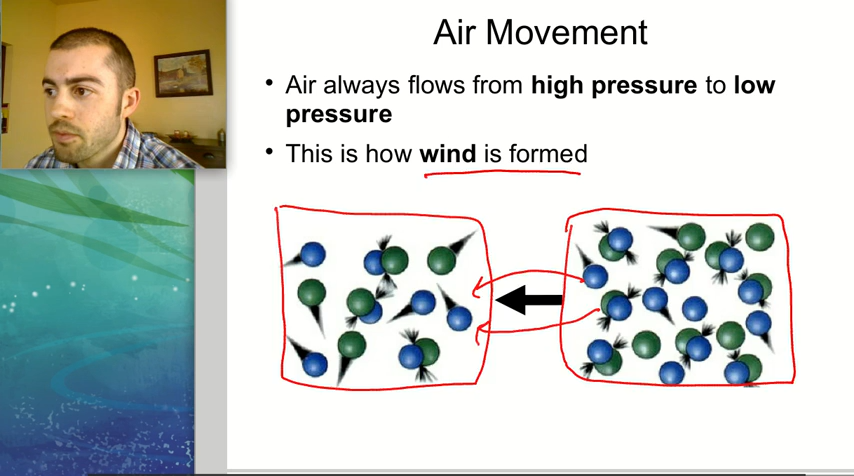 Air Movement
• Air always flows from high pressure to low
pressure
• This is how wind is formed